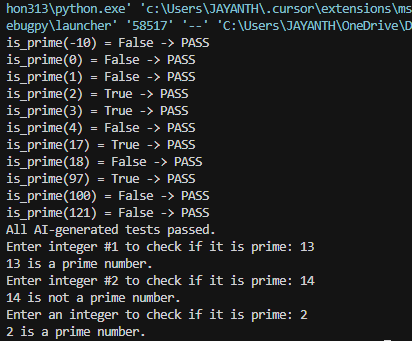 hon313\python.exe' 'c:\Users\JAYANTH\.cursor\extensions\ms
ebugpy\launcher' '58517' '--' 'C:\Users\JAYANTH\OneDrive\D
is_prime(-10) = False -> PASS
is_prime(0) = False -> PASS
is_prime(1) = False -> PASS
is_prime(2) = True -> PASS
is_prime(3) = True -> PASS
is_prime(4) = False -> PASS
is_prime(17) = True -> PASS
is_prime(18) = False -> PASS
is_prime(97) = True -> PASS
is_prime(100) = False -> PASS
is_prime(121) = False -> PASS
All AI-generated tests passed.
Enter integer #1 to check if it is prime: 13
13 is a prime number.
Enter integer #2 to check if it is prime: 14
14 is not a prime number.
Enter an integer to check if it is prime: 2
2 is a prime number.